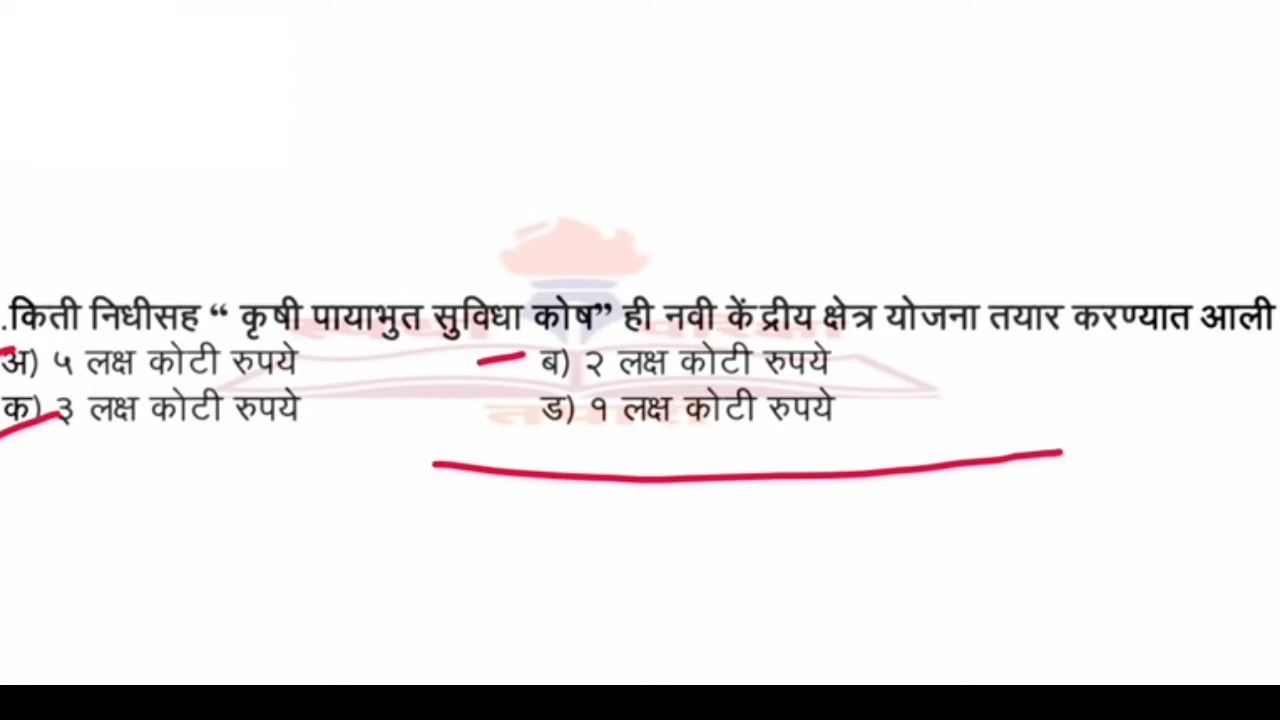 .किती निधीसह “ कृषी पायाभुत सुविधा कोष” ही नवी केंद्रीय क्षेत्र योजना तयार करण्यात आली
अ) ५ लक्ष कोटी रुपये ब) २ लक्ष कोटी रुपये
क) ३ लक्ष कोटी रुपये ड) १ लक्ष कोटी रुपये